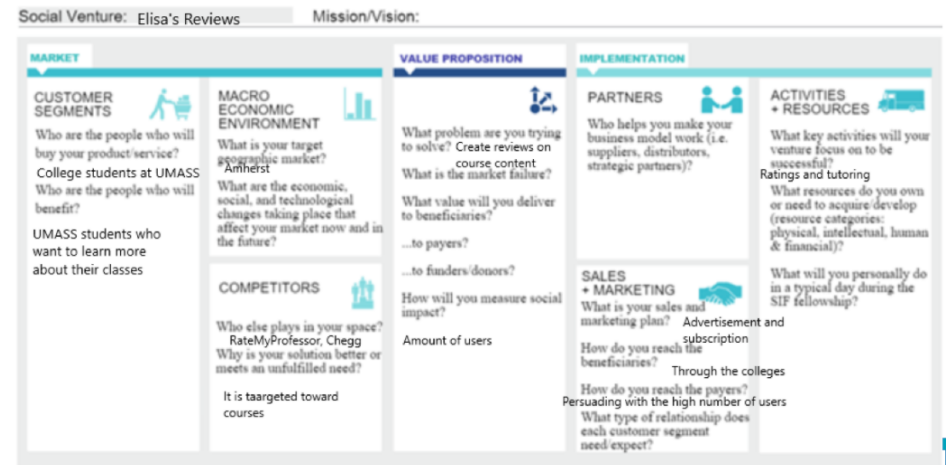 Social Venture: Elisa's Reviews
Mission/Vision:
MARKET
CUSTOMER
SEGMENTS
Who are the people who will
buy your product/service?
College students at UMASS
Who are the people who will
benefit?
UMASS students who
want to learn more
about their classes
MACRO
ECONOMIC
ENVIRONMENT
What is your target
geographic market?
Amherst
What are the economic,
social, and technological
changes taking place that
affect your market now and in
the future?
COMPETITORS
Who else plays in your space?
RateMyProfessor, Chegg
Why is your solution better or
meets an unfulfilled need?
It is taargeted toward
courses
VALUE PROPOSITION
What problem are you trying
to solve? Create reviews on
course content
What is the market failure?
What value will you deliver
to beneficiaries?
...to payers?
...to funders/donors?
How will you measure social
impact?
Amount of users
IMPLEMENTATION
PARTNERS
Who helps you make your
business model work (i.e.
suppliers, distributors,
strategic partners)?
SALES
+ MARKETING
What is your sales and
marketing plan? Advertisement and
subscription
How do you reach the
beneficiaries?
Through the colleges
How do you reach the payers?
Persuading with the high number of users
What type of relationship does
each customer segment
need/expect?
ACTIVITIES
+ RESOURCES
What key activities will your
venture focus on to be
successful?
Ratings and tutoring
What resources do you own
or need to acquire/develop
(resource categories:
physical, intellectual, human
& financial)?
What will you personally do
in a typical day during the
SIF fellowship?